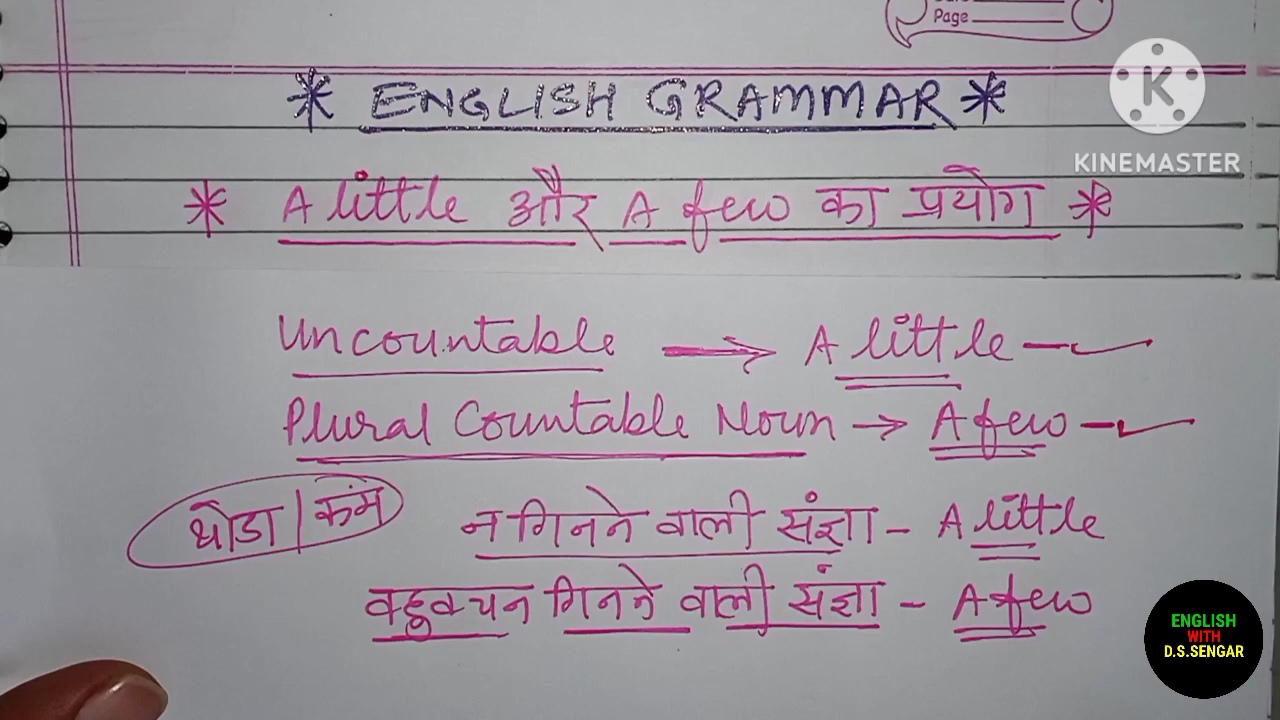 Page
* ENGLISH GRAMMAR *
KINEMASTER
* A little और A few का प्रयोग *
Uncountable → A little
Plural Countable Noun → A few
थोडा | कंम
न गिनने वाली संज्ञा - A little
बहुवचन गिनने वाली संज्ञा - A few
ENGLISH
WITH
D.S.SENGAR